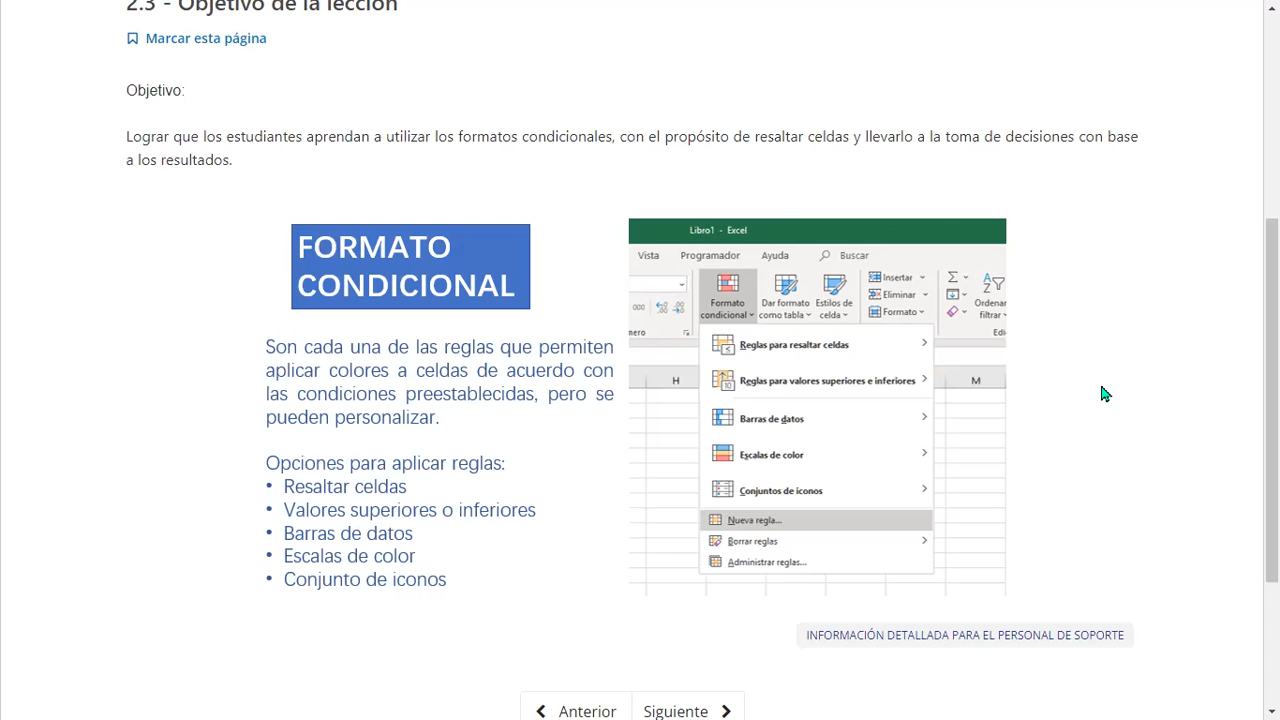 2.3 - Objetivo de la lección
Marcar esta página
Objetivo:
Lograr que los estudiantes aprendan a utilizar los formatos condicionales, con el propósito de resaltar celdas y llevarlo a la toma de decisiones con base
a los resultados.
FORMATO
CONDICIONAL
Son cada una de las reglas que permiten
aplicar colores a celdas de acuerdo con
las condiciones preestablecidas, pero se
pueden personalizar.
Opciones para aplicar reglas:
• Resaltar celdas
• Valores superiores o inferiores
• Barras de datos
• Escalas de color
• Conjunto de iconos
Libro1 - Excel
Vista Programador Ayuda Buscar
Formato
condicional
Dar formato
como tabla
Estilos de
celda
Insertar
Eliminar
Formato
Ordenar
filtrar
000
mero
Edi
Reglas para resaltar celdas
H
Reglas para valores superiores e inferiores
M
Barras de datos
Escalas de color
Conjuntos de iconos
Nueva regla...
Borrar reglas
Administrar reglas...
INFORMACIÓN DETALLADA PARA EL PERSONAL DE SOPORTE
Anterior Siguiente